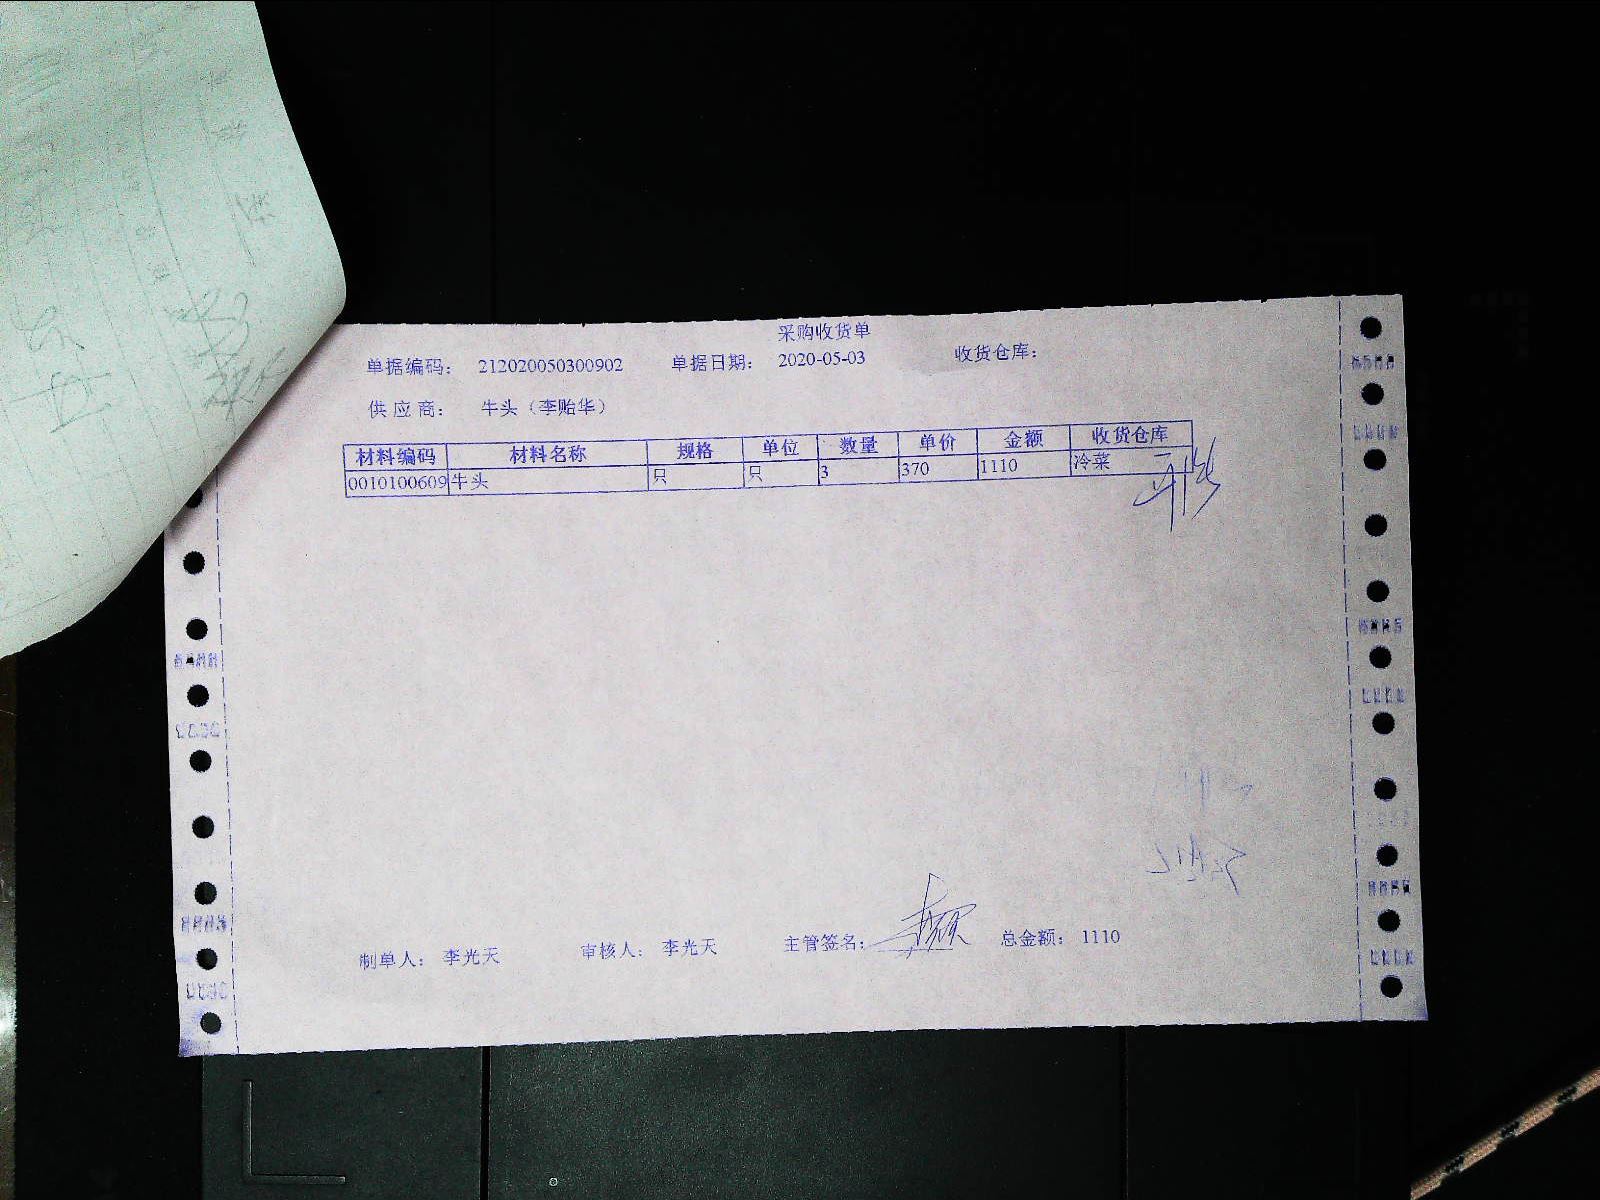 采购收货单
单据编码： 212020050300902 单据日期： 2020-05-03 收货仓库：
供应商： 牛头（李贻华）
材料编码 材料名称 规格 单位 数量 单价 金额 收货仓库
0010100609 牛头 只 只 3 370 1110 冷菜
制单人： 李光天 审核人： 李光天 主管签名： 总金额： 1110